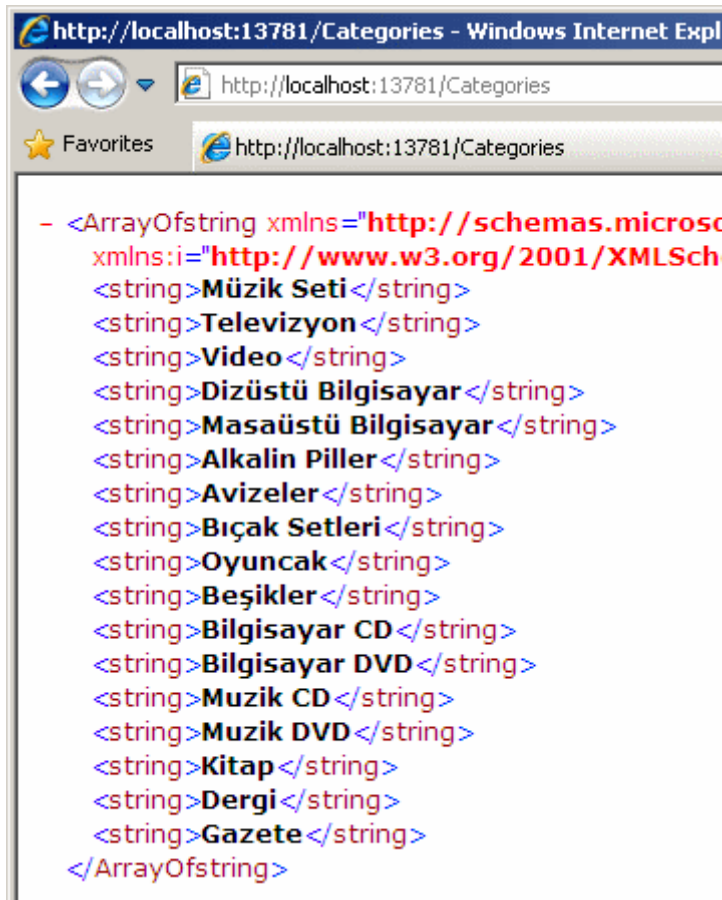 http://localhost:13781/Categories - Windows Internet Expl
http://localhost:13781/Categories
Favorites
http://localhost:13781/Categories
- <ArrayOfstring xmlns="http://schemas.microsc
xmlns:i="http://www.w3.org/2001/XMLSche
<string>Müzik Seti</string>
<string>Televizyon</string>
<string>Video</string>
<string>Dizüstü Bilgisayar</string>
<string>Masaüstü Bilgisayar</string>
<string>Alkalin Piller</string>
<string>Avizeler</string>
<string>Bıçak Setleri</string>
<string>Oyuncak</string>
<string>Beşikler</string>
<string>Bilgisayar CD</string>
<string>Bilgisayar DVD</string>
<string>Muzik CD</string>
<string>Muzik DVD</string>
<string>Kitap</string>
<string>Dergi</string>
<string>Gazete</string>
</ArrayOfstring>